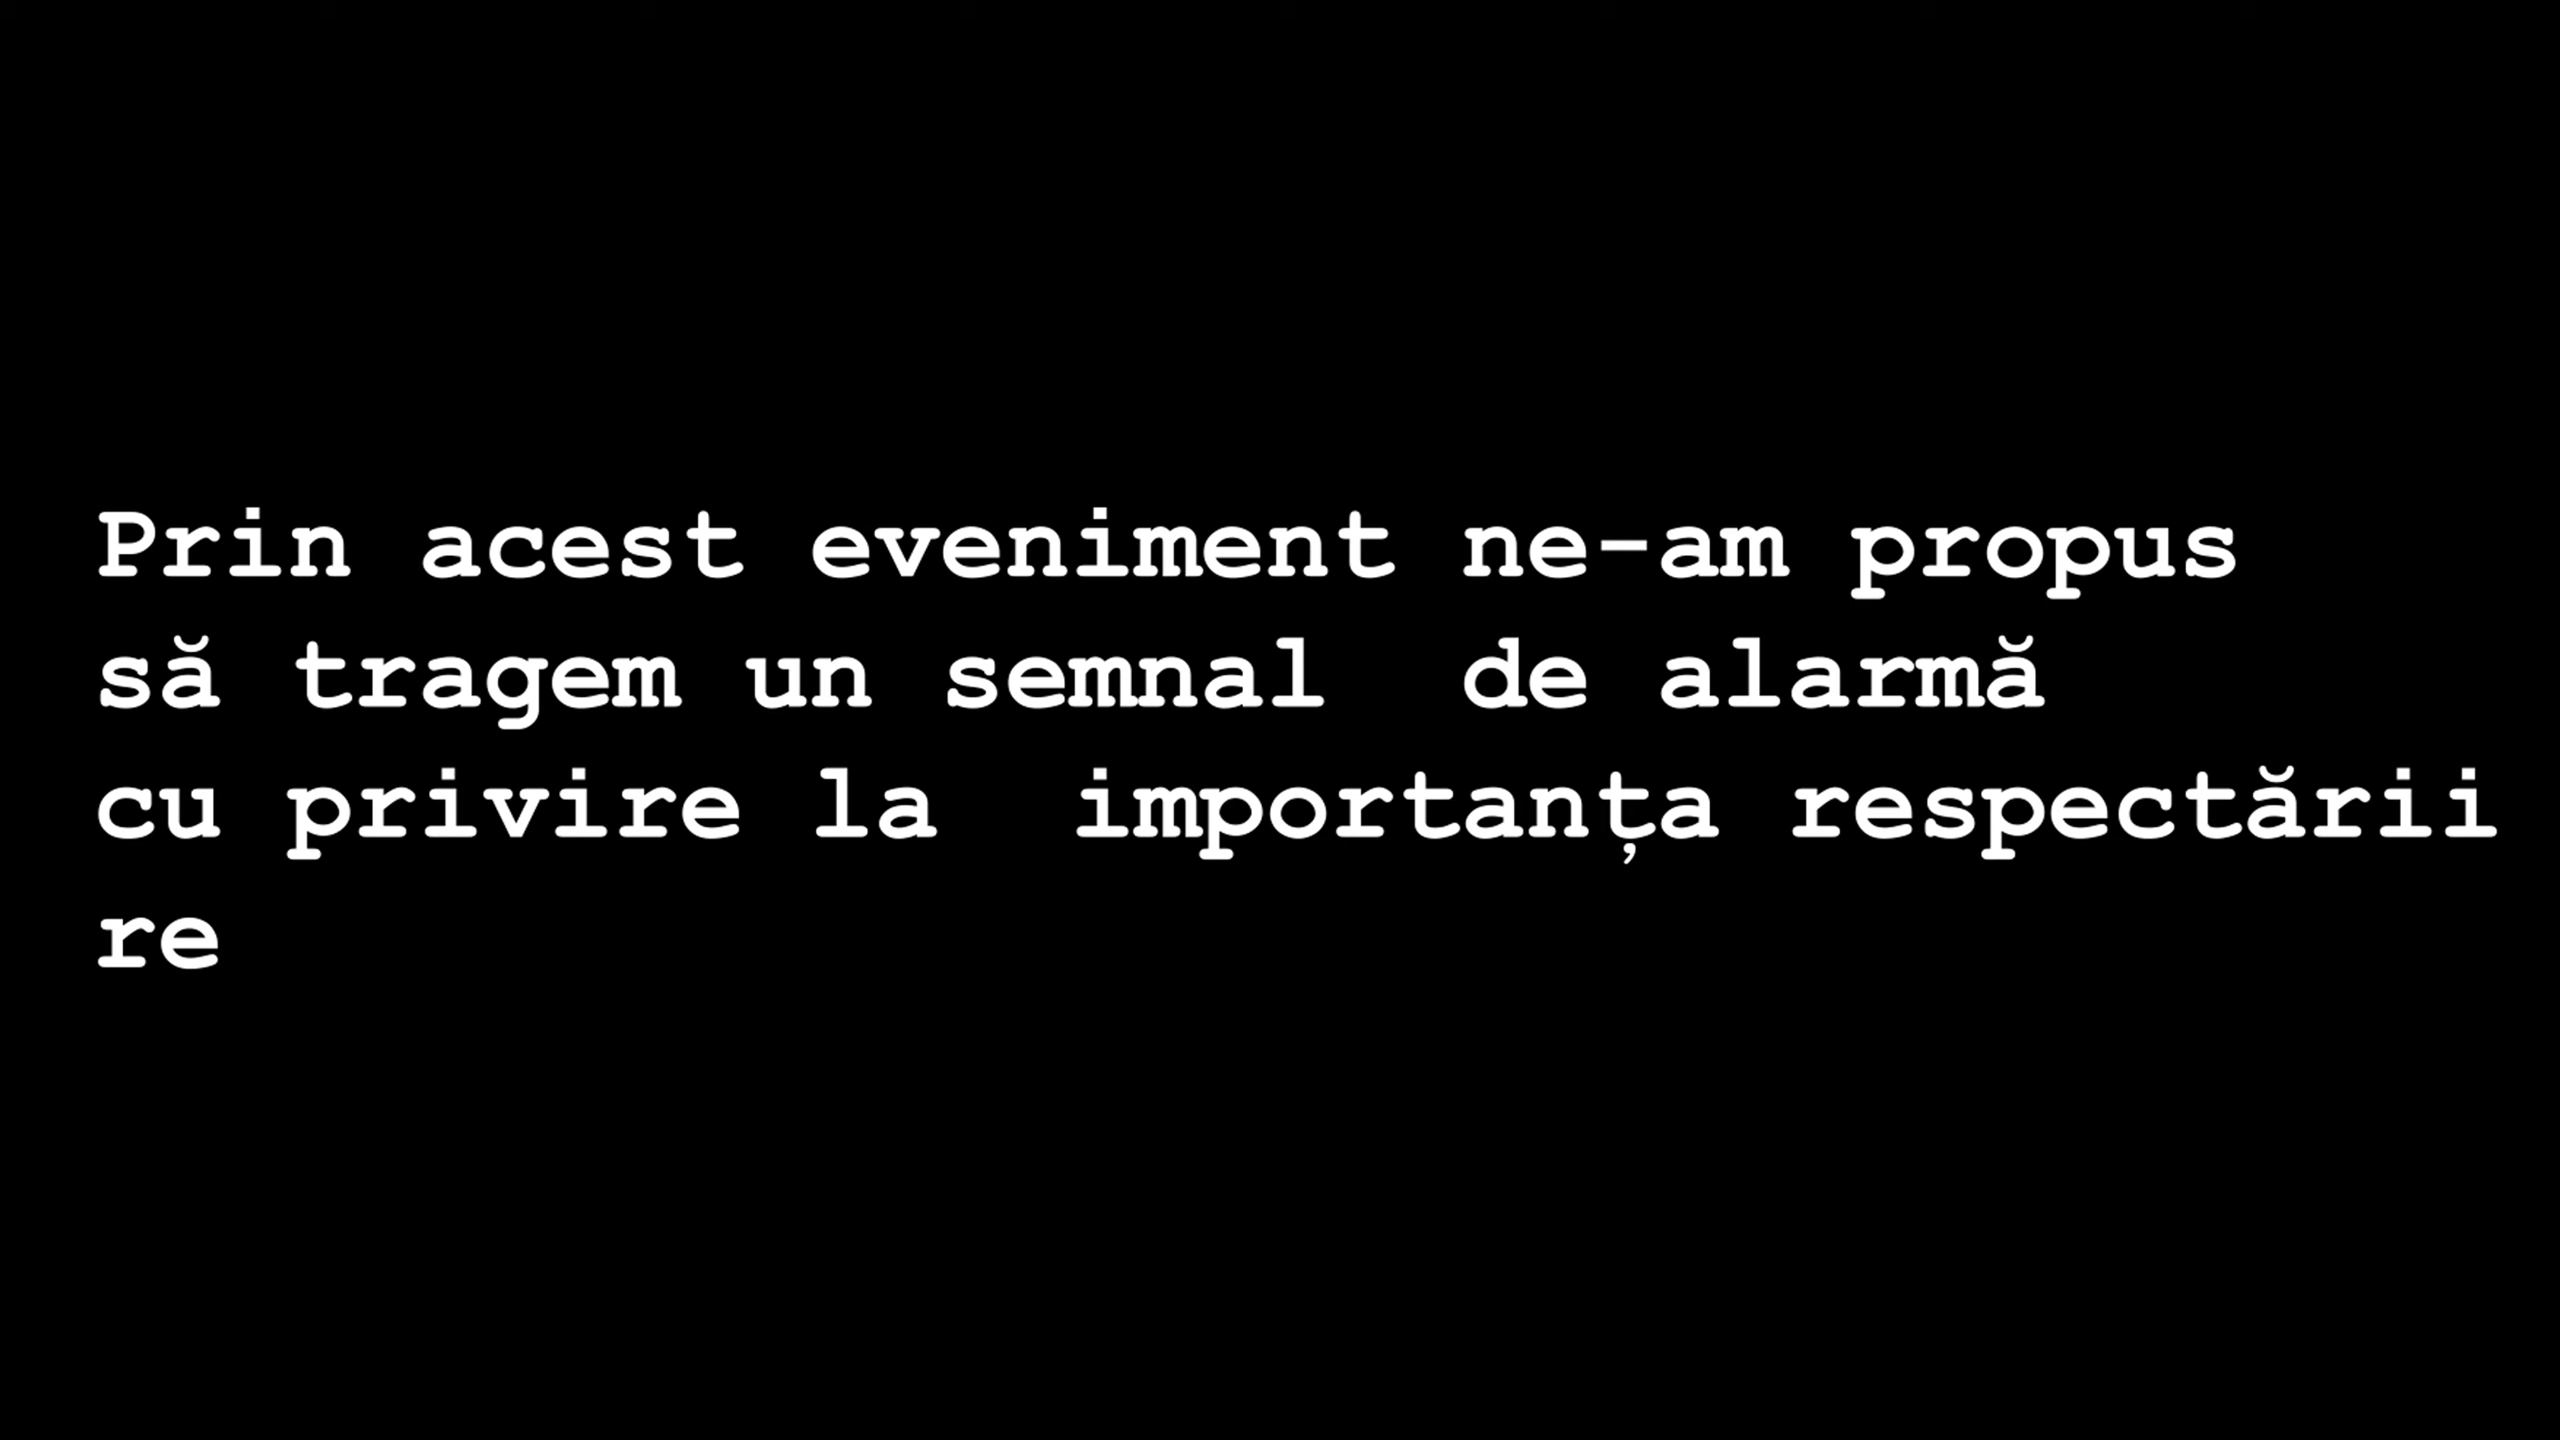 Prin acest eveniment ne-am propus
să tragem un semnal  de alarmă
cu privire la  importanța respectării
re